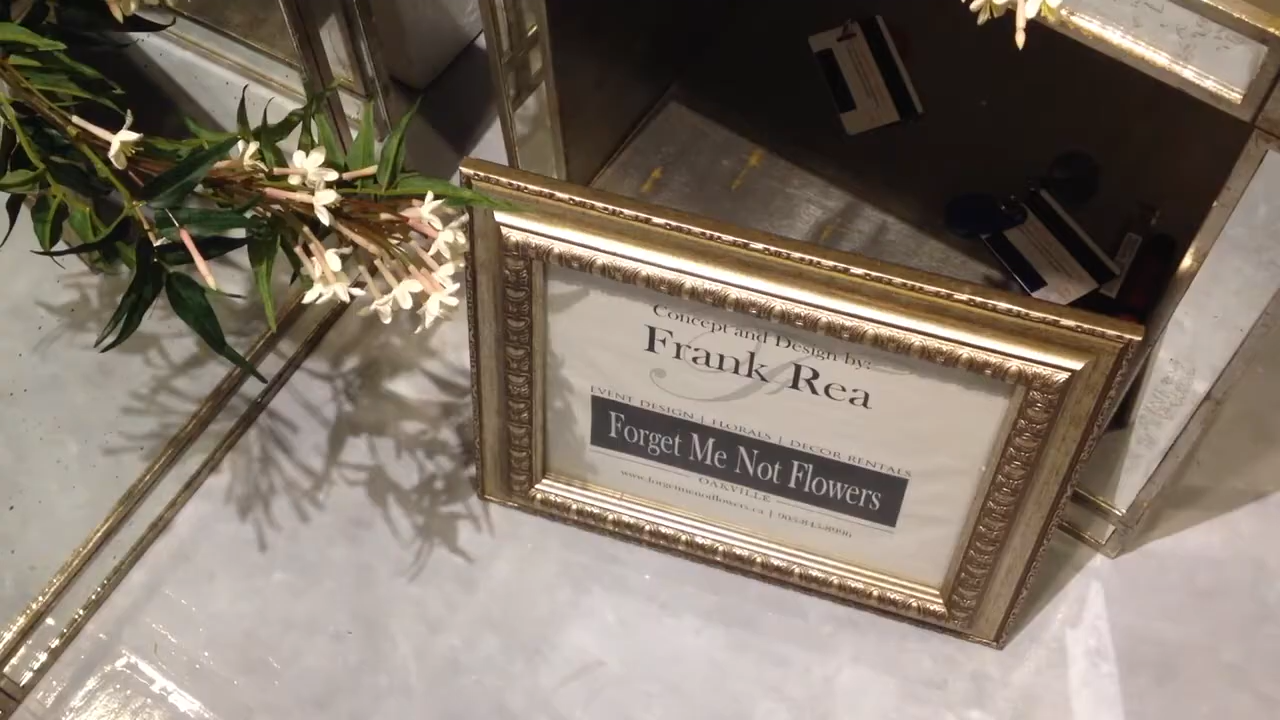 Concept and Design by:
Frank Rea
EVENT DESIGN | FLORALS | DECOR RENTALS
Forget Me Not Flowers
OAKVILLE
www.forgetmenotflowers.ca |